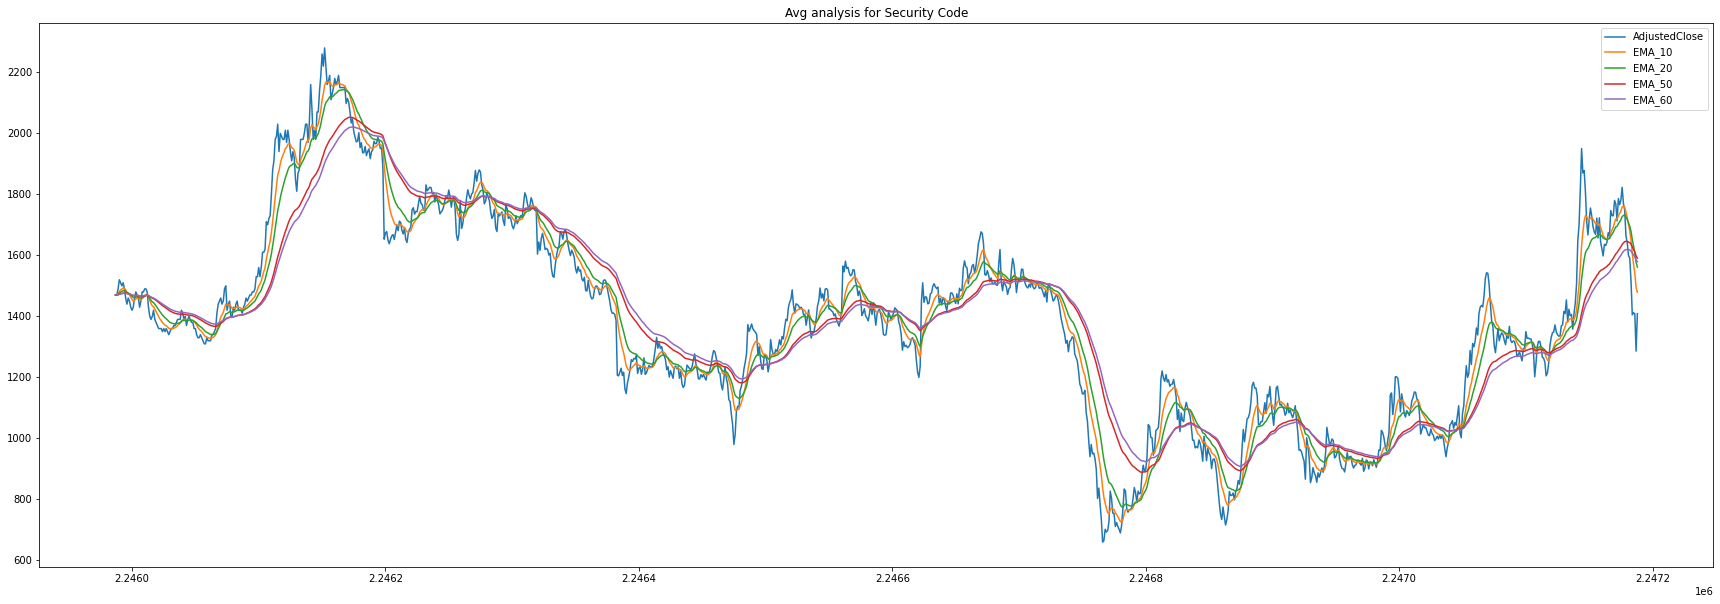 Avg analysis for Security Code
AdjustedClose
EMA_10
EMA_20
EMA_50
EMA_60
2200
2000
1800
1600
1400
1200
1000
800
600
2.2460 2.2462 2.2464 2.2466 2.2468 2.2470 2.2472
1e6